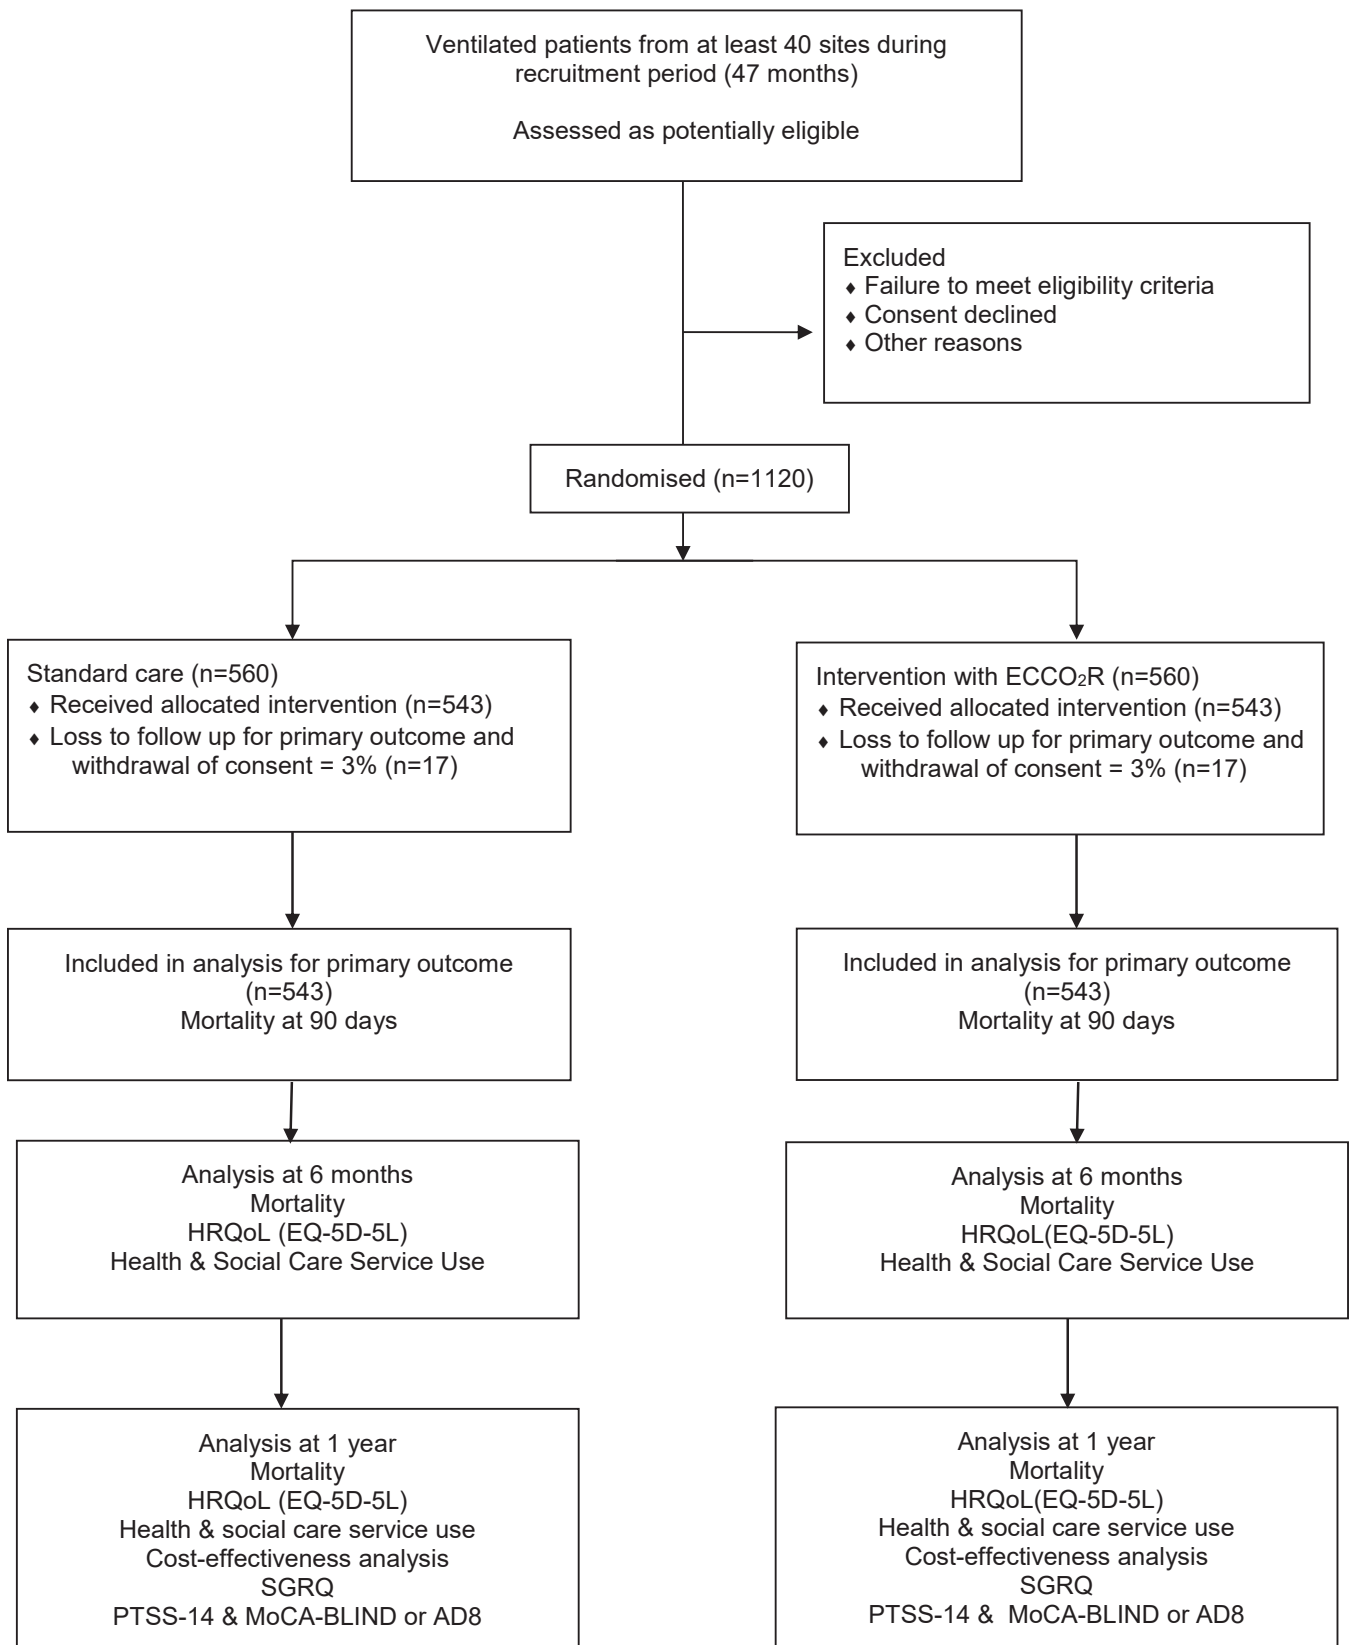 Ventilated patients from at least 40 sites during
recruitment period (47 months)
Assessed as potentially eligible
Excluded
♦ Failure to meet eligibility criteria
♦ Consent declined
♦ Other reasons
Randomised (n=1120)
Standard care (n=560)
♦ Received allocated intervention (n=543)
♦ Loss to follow up for primary outcome and
withdrawal of consent = 3% (n=17)
Intervention with ECCO₂R (n=560)
♦ Received allocated intervention (n=543)
♦ Loss to follow up for primary outcome and
withdrawal of consent = 3% (n=17)
Included in analysis for primary outcome
(n=543)
Mortality at 90 days
Included in analysis for primary outcome
(n=543)
Mortality at 90 days
Analysis at 6 months
Mortality
HRQoL (EQ-5D-5L)
Health & Social Care Service Use
Analysis at 6 months
Mortality
HRQoL(EQ-5D-5L)
Health & Social Care Service Use
Analysis at 1 year
Mortality
HRQoL (EQ-5D-5L)
Health & social care service use
Cost-effectiveness analysis
SGRQ
PTSS-14 & MoCA-BLIND or AD8
Analysis at 1 year
Mortality
HRQoL(EQ-5D-5L)
Health & social care service use
Cost-effectiveness analysis
SGRQ
PTSS-14 & MoCA-BLIND or AD8